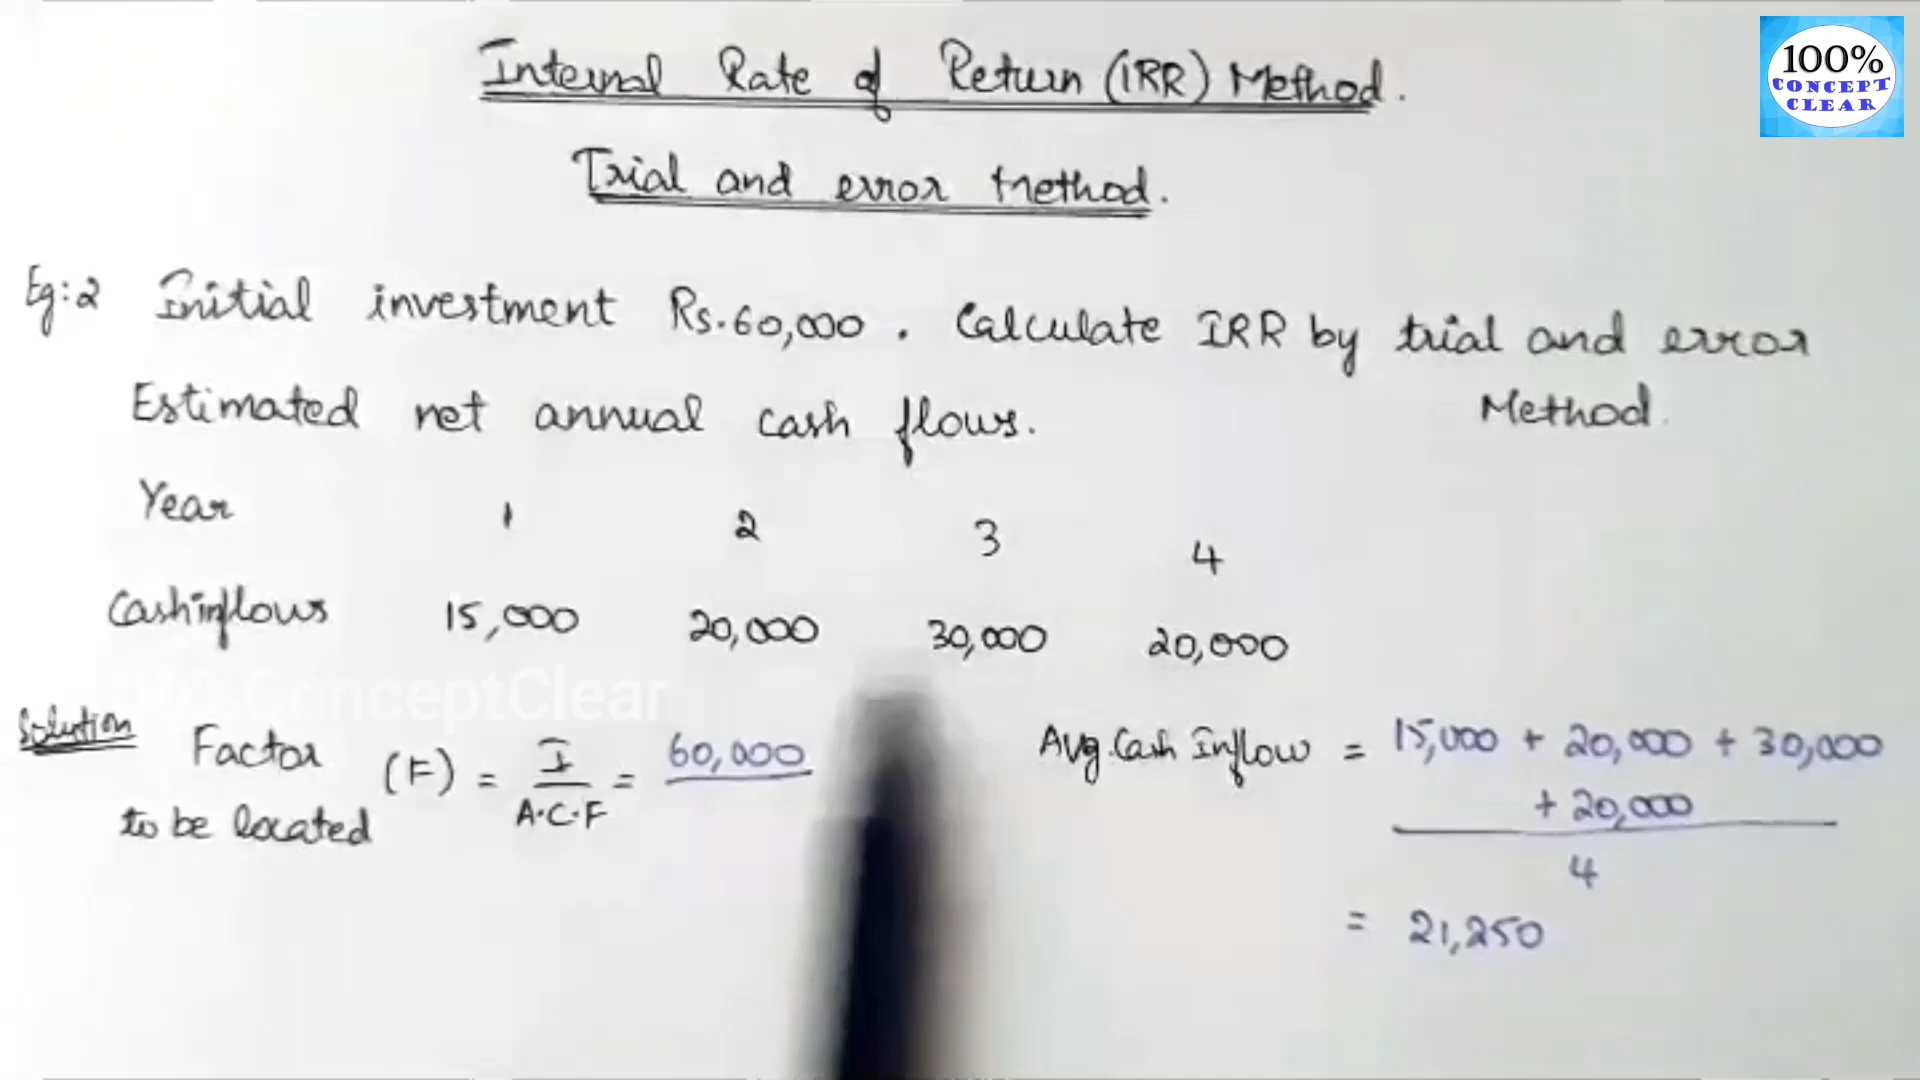 100%
CONCEPT
CLEAR
Internal Rate of Return (IRR) Method.
Trial and error Method.
Eg:2 Initial investment Rs.60,000. Calculate IRR by trial and error
Method.
Estimated net annual cash flows.
Year 1 2 3 4
Cashinflows 15,000 20,000 30,000 20,000
100%ConceptClear
Solution Factor (F) = I / A.C.F = 60,000
to be located
Avg.Cash Inflow = 15,000 + 20,000 + 30,000
+ 20,000
4
= 21,250